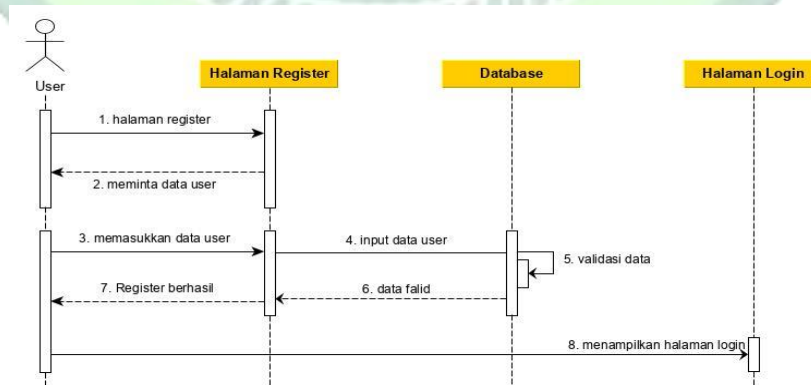 User
Halaman Register
Database
Halaman Login
1. halaman register
2. meminta data user
3. memasukkan data user
4. input data user
5. validasi data
6. data falid
7. Register berhasil
8. menampilkan halaman login